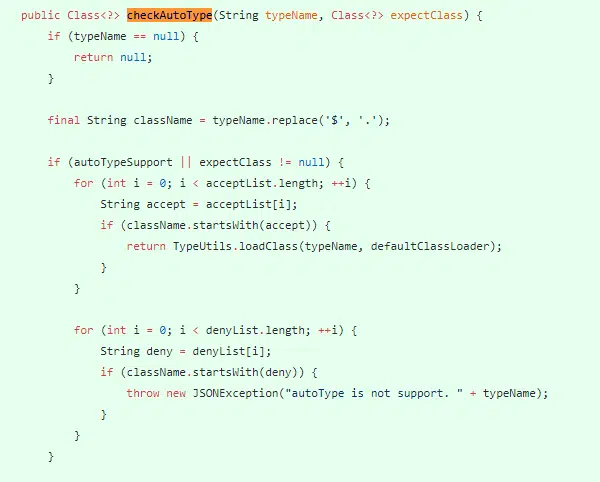 public Class<?> checkAutoType(String typeName, Class<?> expectClass) {
if (typeName == null) {
return null;
}
final String className = typeName.replace('$', '.');
if (autoTypeSupport || expectClass != null) {
for (int i = 0; i < acceptList.length; ++i) {
String accept = acceptList[i];
if (className.startsWith(accept)) {
return TypeUtils.loadClass(typeName, defaultClassLoader);
}
}
for (int i = 0; i < denyList.length; ++i) {
String deny = denyList[i];
if (className.startsWith(deny)) {
throw new JSONException("autoType is not support. " + typeName);
}
}
}